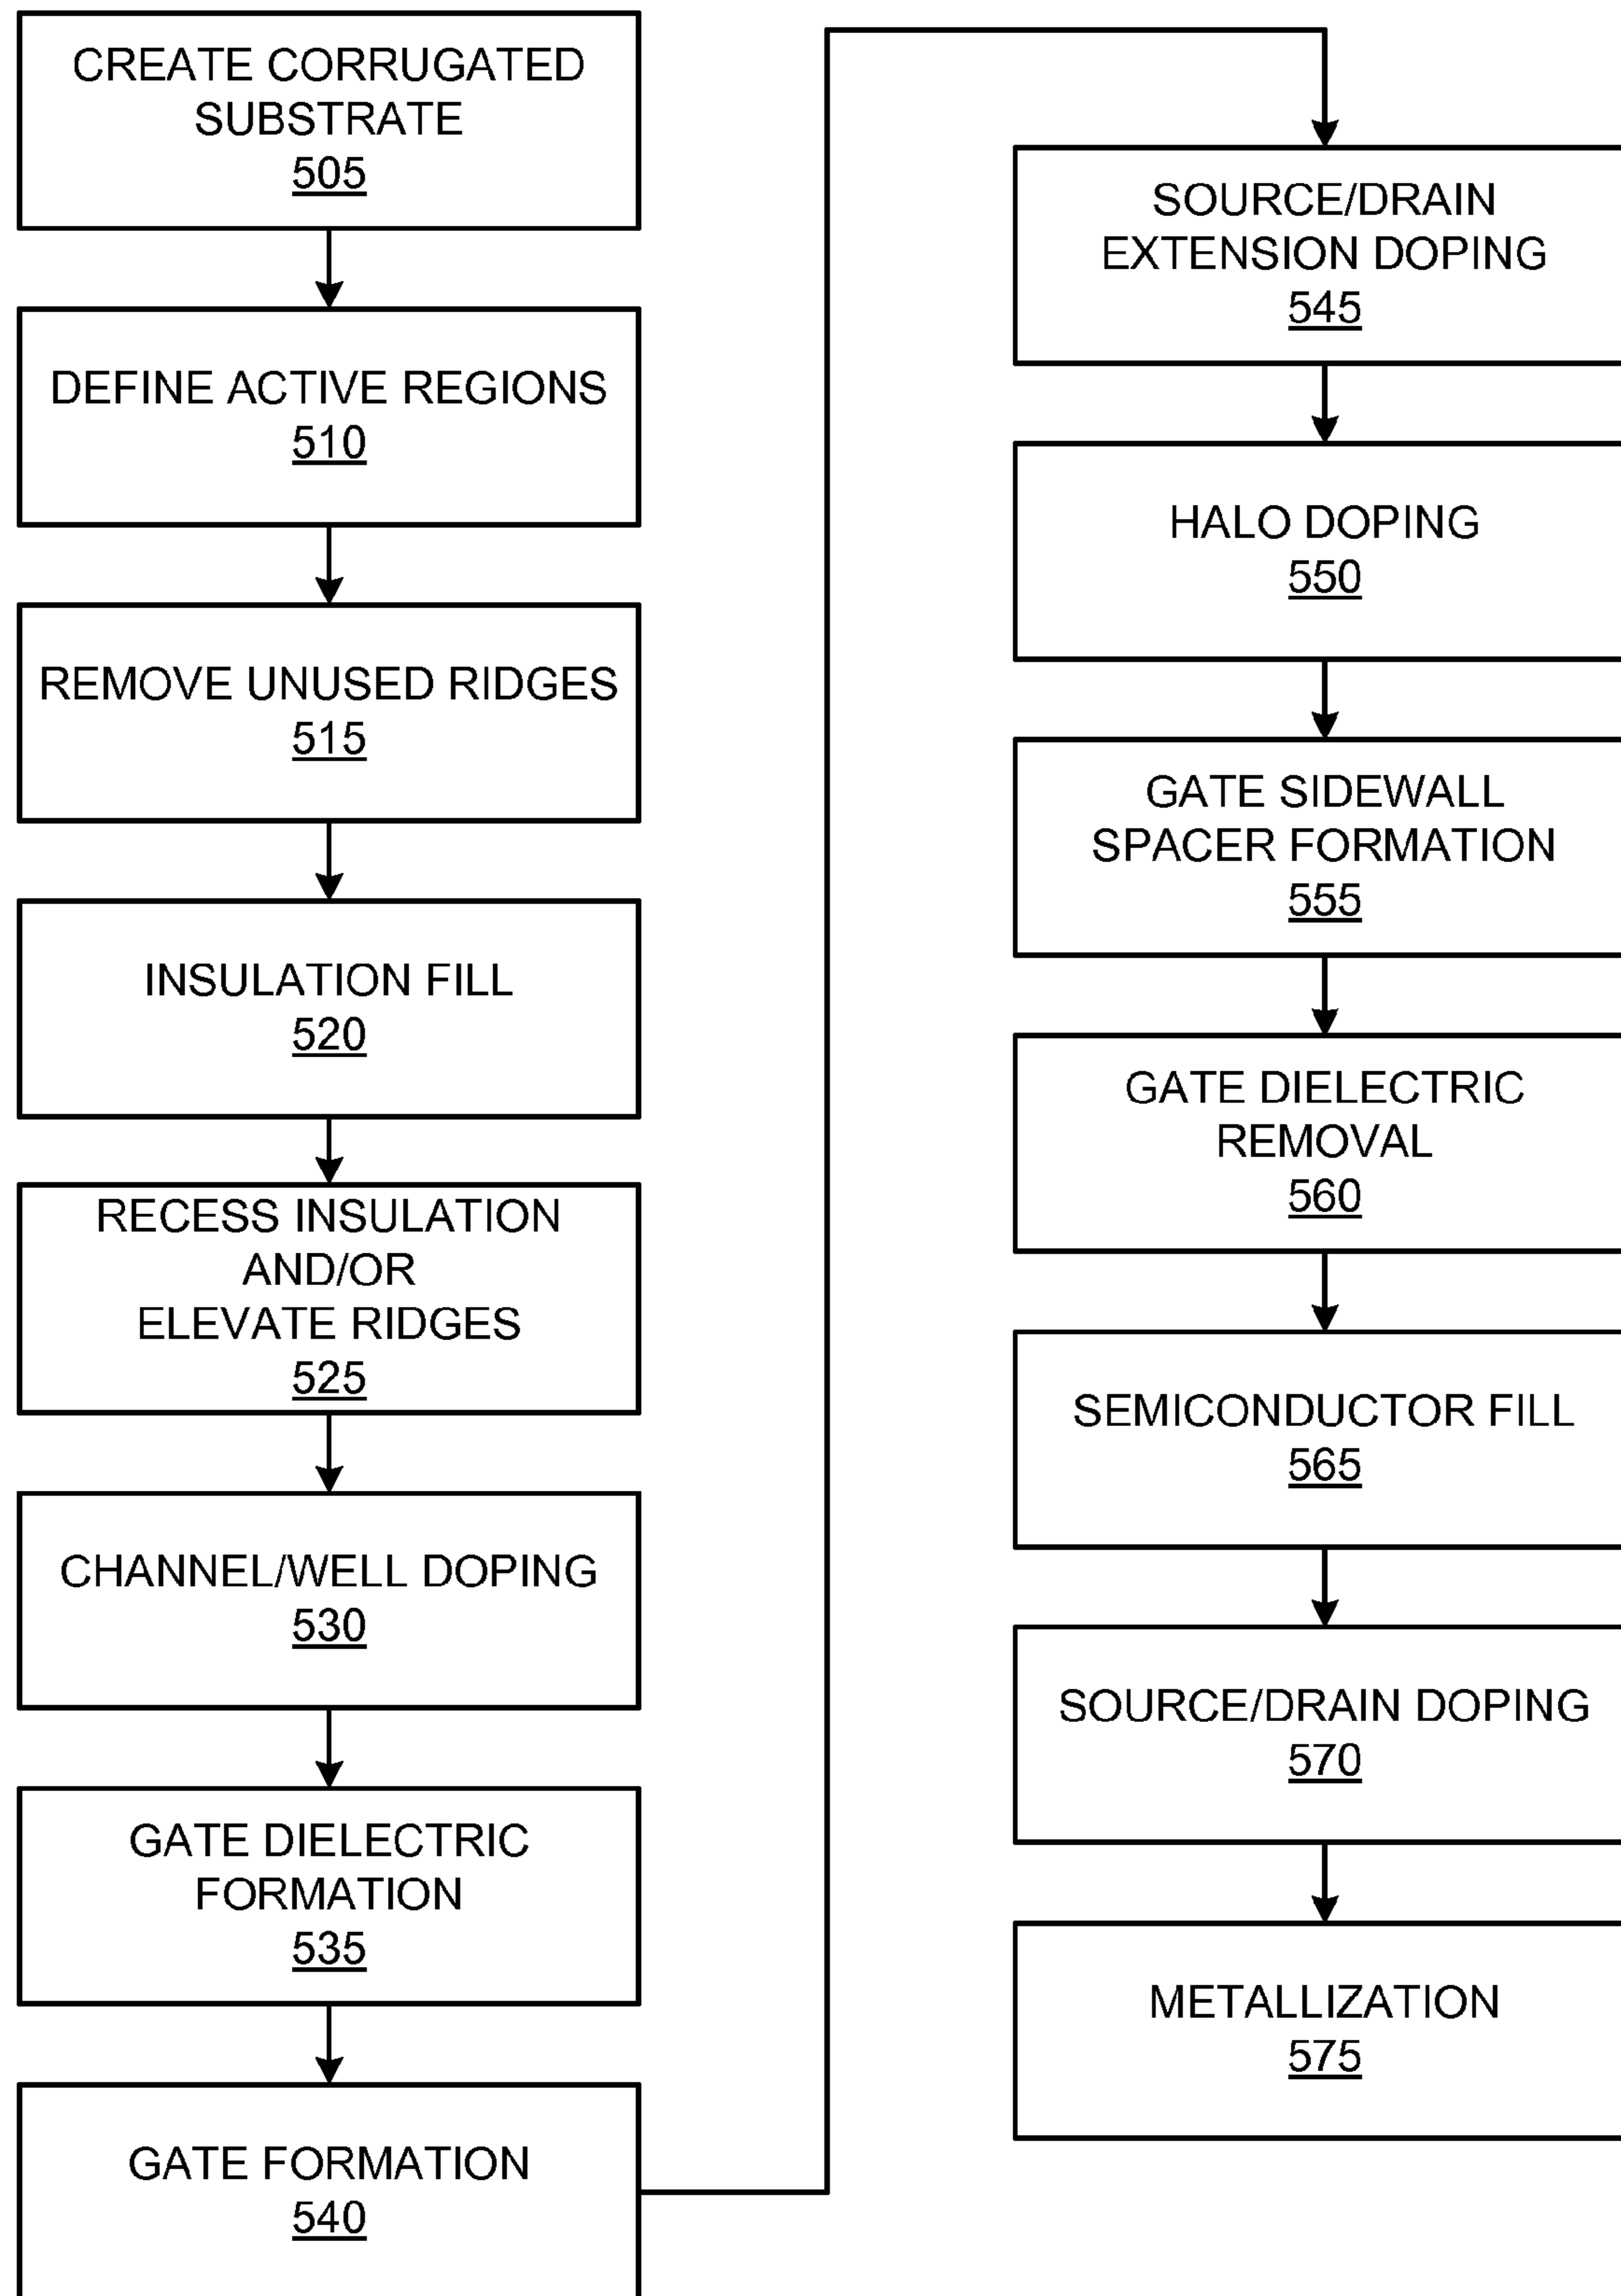 CREATE CORRUGATED
SUBSTRATE
505
DEFINE ACTIVE REGIONS
510
REMOVE UNUSED RIDGES
515
INSULATION FILL
520
RECESS INSULATION
AND/OR
ELEVATE RIDGES
525
CHANNEL/WELL DOPING
530
GATE DIELECTRIC
FORMATION
535
GATE FORMATION
540
SOURCE/DRAIN
EXTENSION DOPING
545
HALO DOPING
550
GATE SIDEWALL
SPACER FORMATION
555
GATE DIELECTRIC
REMOVAL
560
SEMICONDUCTOR FILL
565
SOURCE/DRAIN DOPING
570
METALLIZATION
575